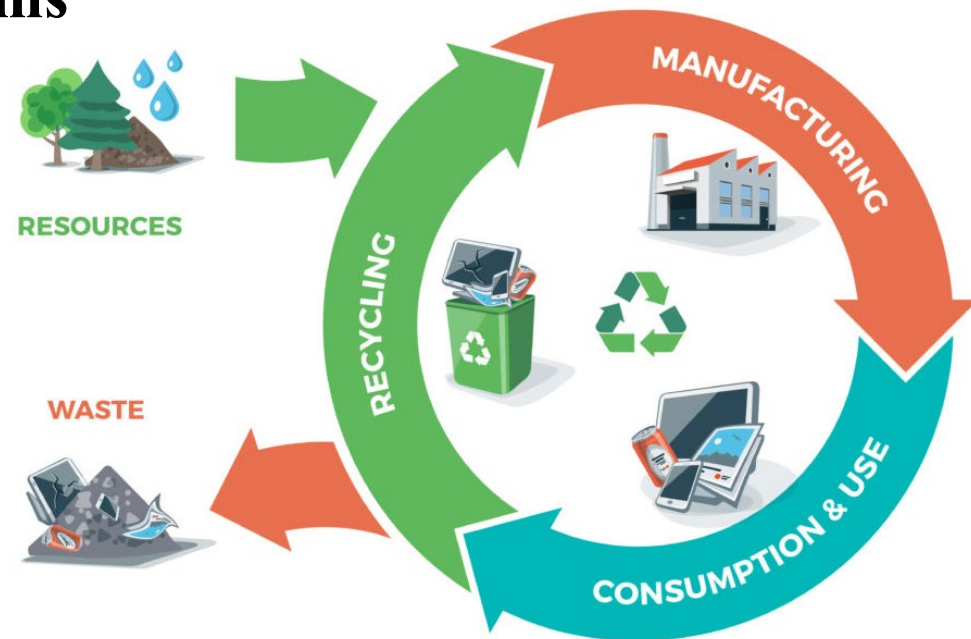 RESOURCES
WASTE
RECYCLING
MANUFACTURING
CONSUMPTION & USE